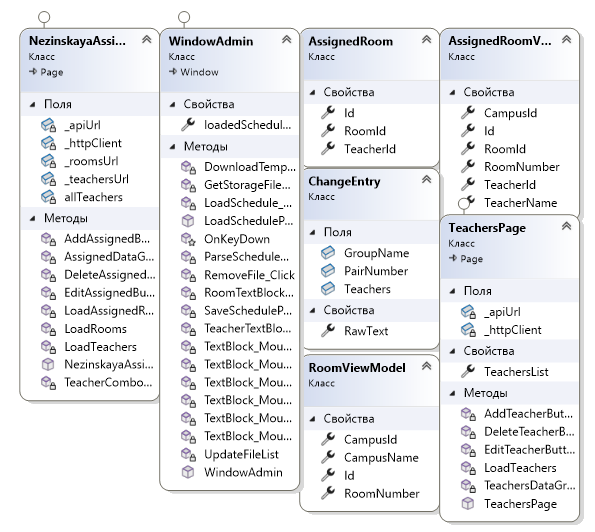 NezinskayaAssi...
Класс
Page
Поля
_apiUrl
_httpClient
_roomsUrl
_teachersUrl
allTeachers
Методы
AddAssignedB...
AssignedDataG...
DeleteAssigned...
EditAssignedBu...
LoadAssignedR...
LoadRooms
LoadTeachers
NezinskayaAssi...
TeacherCombo...
WindowAdmin
Класс
Window
Свойства
loadedSchedul...
Методы
DownloadTemp...
GetStorageFile...
LoadSchedule_...
LoadScheduleP...
OnKeyDown
ParseSchedule...
RemoveFile_Click
RoomTextBlock...
SaveScheduleP...
TeacherTextBlo...
TextBlock_Mou...
TextBlock_Mou...
TextBlock_Mou...
TextBlock_Mou...
TextBlock_Mou...
UpdateFileList
WindowAdmin
AssignedRoom
Класс
Свойства
Id
RoomId
TeacherId
ChangeEntry
Класс
Поля
GroupName
PairNumber
Teachers
Свойства
RawText
RoomViewModel
Класс
Свойства
CampusId
CampusName
Id
RoomNumber
AssignedRoomV...
Класс
Свойства
CampusId
Id
RoomId
RoomNumber
TeacherId
TeacherName
TeachersPage
Класс
Page
Поля
_apiUrl
_httpClient
Свойства
TeachersList
Методы
AddTeacherBut...
DeleteTeacherB...
EditTeacherButt...
LoadTeachers
TeachersDataGr...
TeachersPage